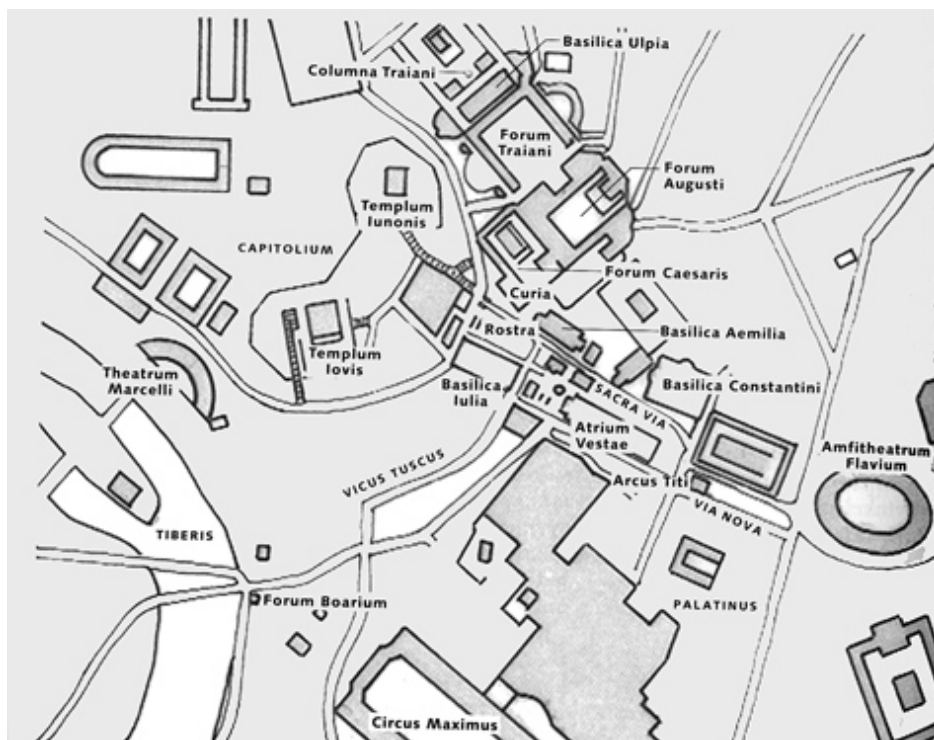 Basilica Ulpia
Columna Traiani
Forum
Traiani
Forum
Augusti
Templum
Iunonis
CAPITOLIUM
Forum Caesaris
Curia
Rostra
Basilica Aemilia
Templum
Iovis
Theatrum
Marcelli
Basilica
Iulia
Basilica Constantini
SACRA VIA
Atrium
Vestae
Amfitheatrum
Flavium
VICUS TUSCUS
Arcus Titi
VIA NOVA
TIBERIS
Forum Boarium
PALATINUS
Circus Maximus